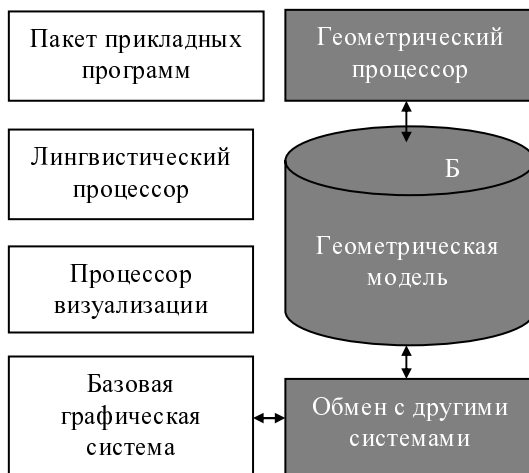 Пакет прикладных
программ
Геометрический
процессор
Лингвистический
процессор
Б
Геометрическая
модель
Процессор
визуализации
Базовая
графическая
система
Обмен с другими
системами